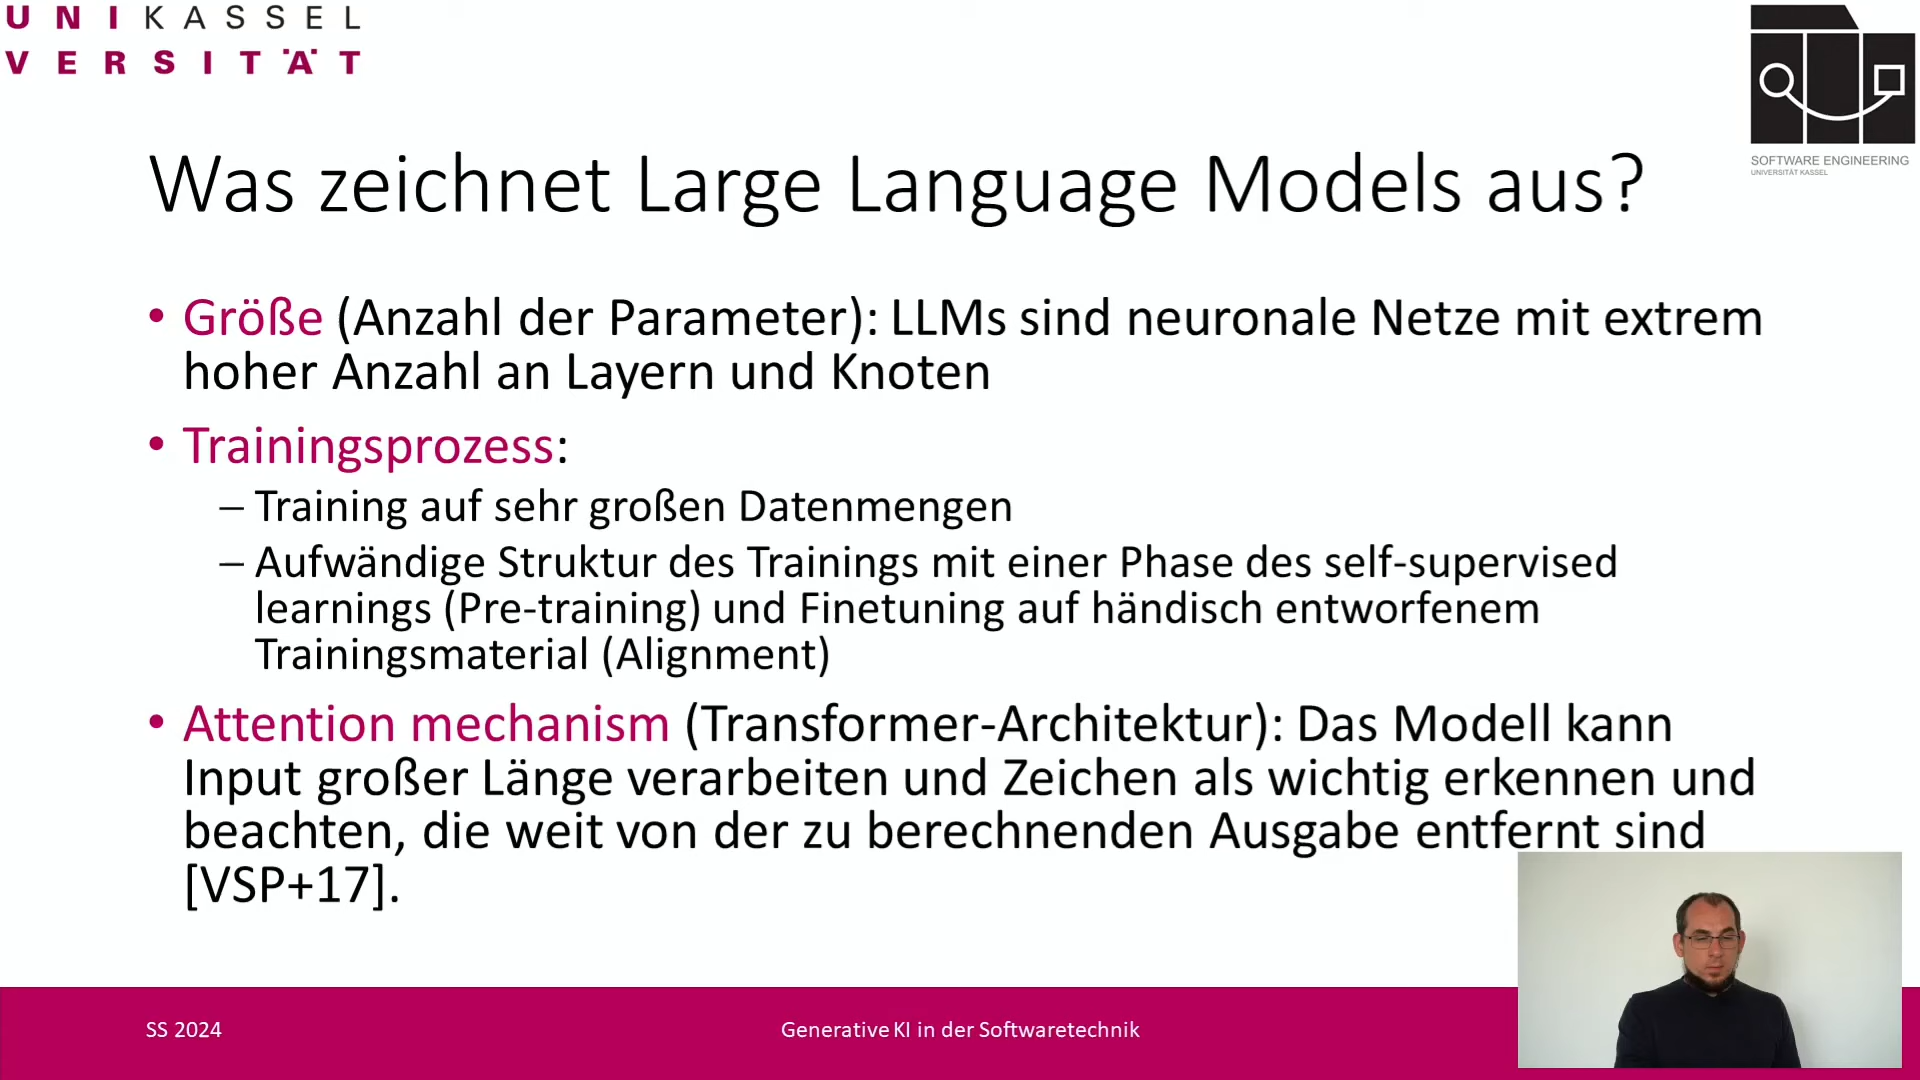 UNIKASSEL
VERSITÄT
SOFTWARE ENGINEERING
UNIVERSITÄT KASSEL
Was zeichnet Large Language Models aus?
• Größe (Anzahl der Parameter): LLMs sind neuronale Netze mit extrem
hoher Anzahl an Layern und Knoten
• Trainingsprozess:
– Training auf sehr großen Datenmengen
– Aufwändige Struktur des Trainings mit einer Phase des self-supervised
learnings (Pre-training) und Finetuning auf händisch entworfenem
Trainingsmaterial (Alignment)
• Attention mechanism (Transformer-Architektur): Das Modell kann
Input großer Länge verarbeiten und Zeichen als wichtig erkennen und
beachten, die weit von der zu berechnenden Ausgabe entfernt sind
[VSP+17].
SS 2024
Generative KI in der Softwaretechnik